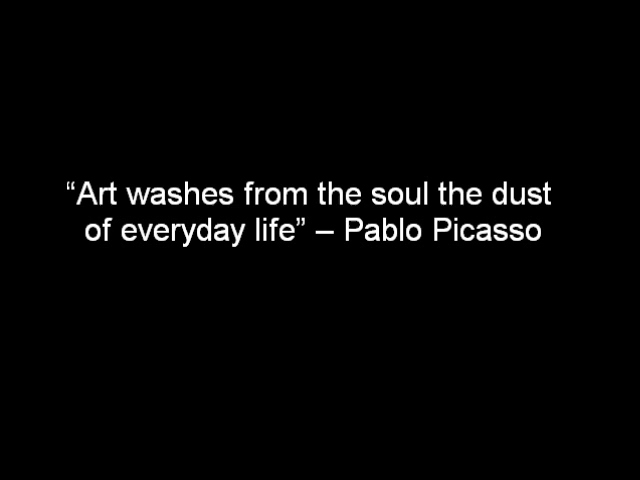 “Art washes from the soul the dust
of everyday life” – Pablo Picasso